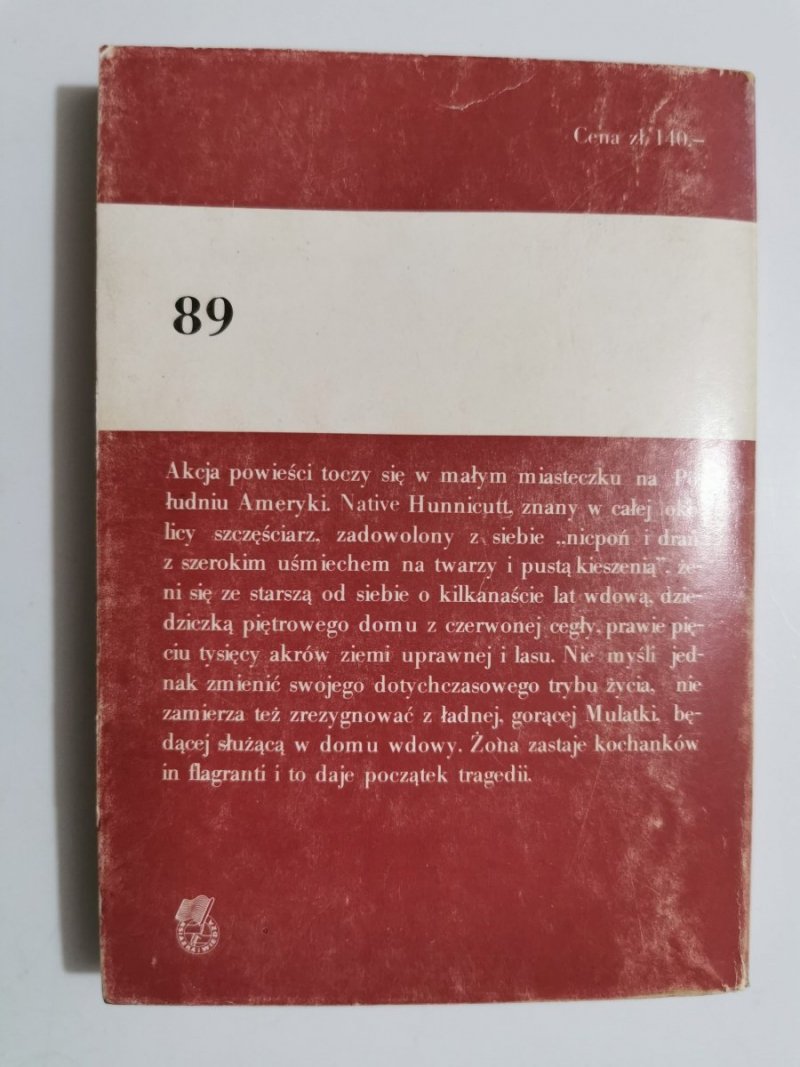 Cena zł 140.–
89
Akcja powieści toczy się w małym miasteczku na Po-
łudniu Ameryki. Native Hunnicutt, znany w całej oko-
licy szczęściarz, zadowolony z siebie „nicpoń i drań
z szerokim uśmiechem na twarzy i pustą kieszenią”, że-
ni się ze starszą od siebie o kilkanaście lat wdową, dzie-
dziczką piętrowego domu z czerwonej cegły, prawie pię-
ciu tysięcy akrów ziemi uprawnej i lasu. Nie myśli jed-
nak zmienić swojego dotychczasowego trybu życia, nie
zamierza też zrezygnować z ładnej, gorącej Mulatki, bę-
dącej służącą w domu wdowy. Żona zastaje kochanków
in flagranti i to daje początek tragedii.
KSIĄŻKA I WIEDZA